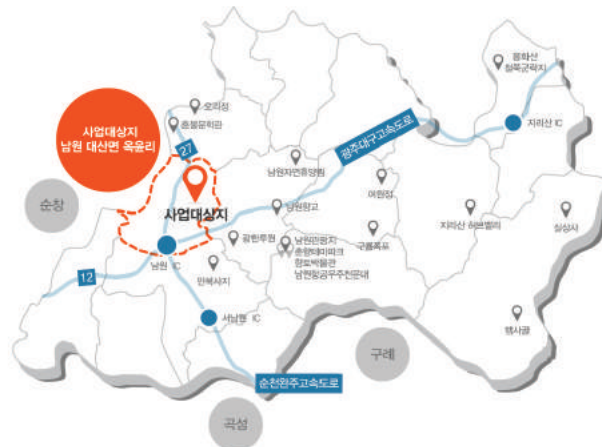 봉화산
철쭉군락지
오리정
혼불문학관
사업대상지
남원 대산면 옥율리
지리산 IC
광주대구고속도로
27
남원자연휴양림
여원정
순창
사업대상지
남원향교
지리산 허브밸리
실상사
광한루원
남원관광지
춘향테마파크
향토박물관
남원항공우주천문대
구룡폭포
남원 IC
만복사지
12
서남원 IC
뱀사골
구례
순천완주고속도로
곡성